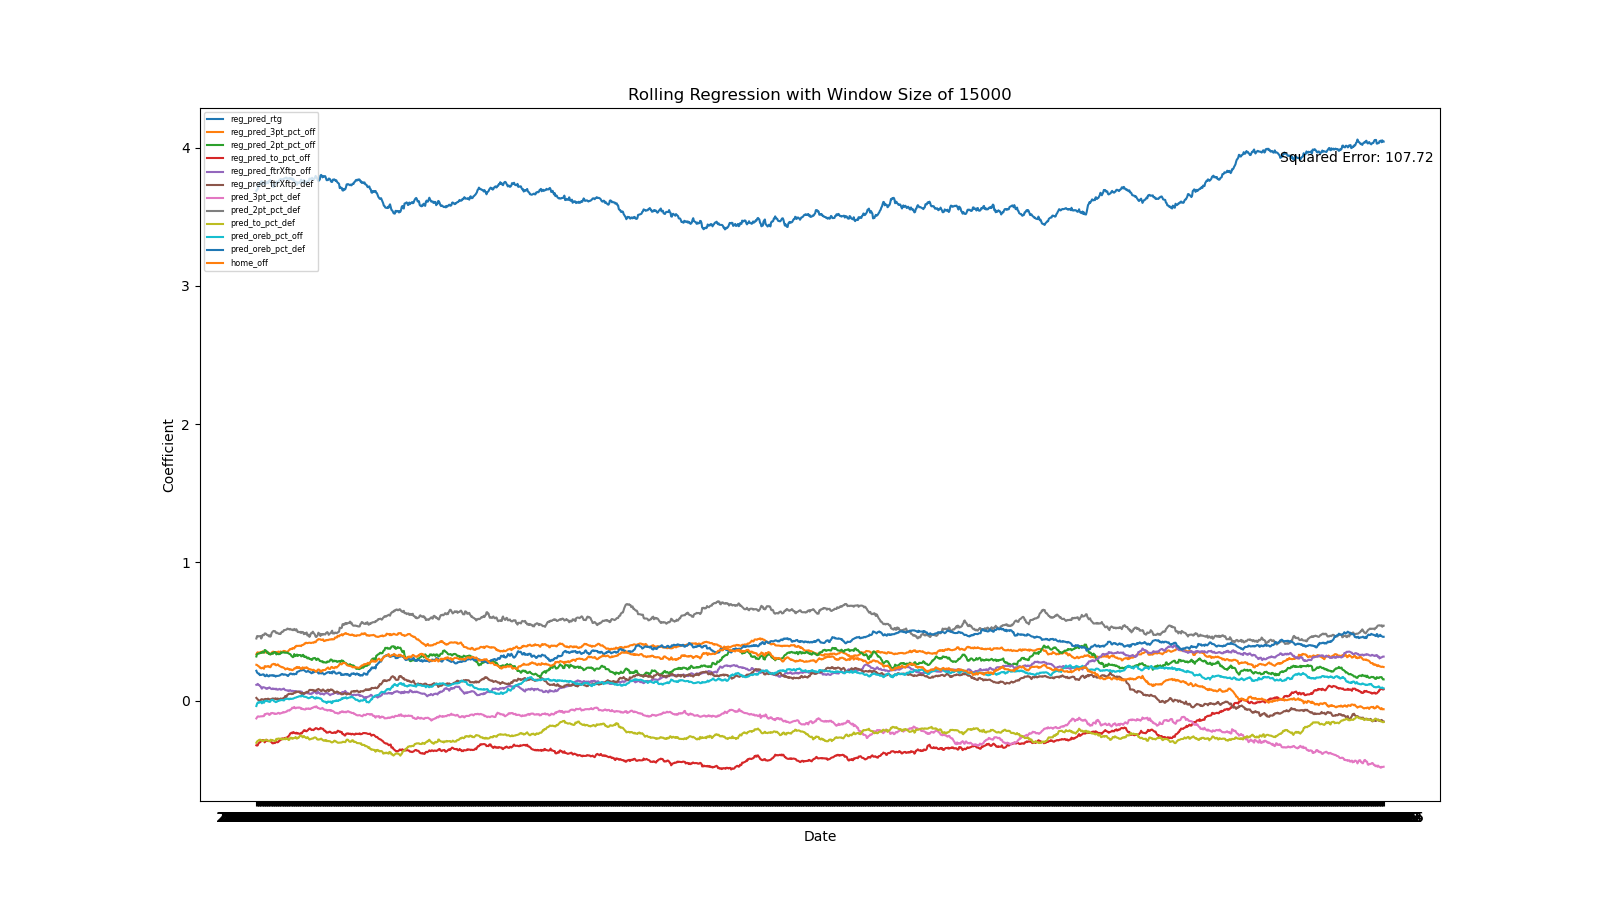 Rolling Regression with Window Size of 15000
reg_pred_rtg
reg_pred_3pt_pct_off
reg_pred_2pt_pct_off
reg_pred_to_pct_off
reg_pred_ftrXftp_off
reg_pred_ftrXftp_def
pred_3pt_pct_def
pred_2pt_pct_def
pred_to_pct_def
pred_oreb_pct_off
pred_oreb_pct_def
home_off
Squared Error: 107.72
4
3
2
1
0
Coefficient
Date